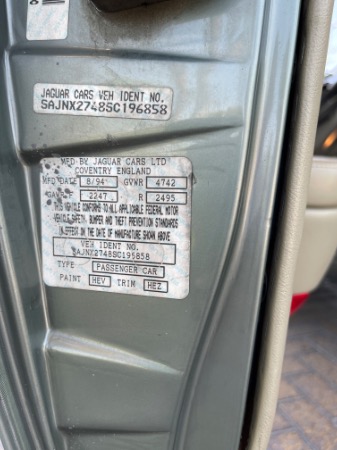 JAGUAR CARS VEH IDENT NO.
SAJNX2748SC196858
MFD BY JAGUAR CARS LTD
COVENTRY ENGLAND
MFD DATE 8/94 GVWR 4742
GAWR F 2247 R 2495
THIS VEHICLE CONFORMS TO ALL APPLICABLE FEDERAL MOTOR
VEHICLE SAFETY, BUMPER AND THEFT PREVENTION STANDARDS
IN EFFECT ON THE DATE OF MANUFACTURE SHOWN ABOVE
VEH IDENT NO.
SAJNX2748SC195858
TYPE PASSENGER CAR
PAINT HEV TRIM HEZ